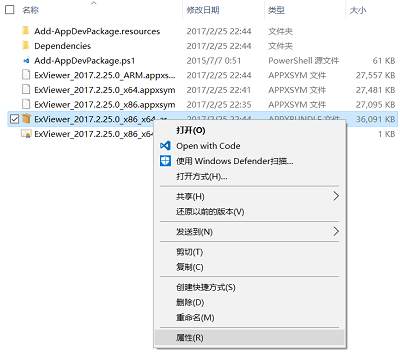 名称 修改日期 类型 大小
Add-AppDevPackage.resources 2017/2/25 22:44 文件夹
Dependencies 2017/2/25 22:44 文件夹
Add-AppDevPackage.ps1 2015/7/7 0:51 PowerShell 源文件 61 KB
ExViewer_2017.2.25.0_ARM.appxs... 2017/2/25 22:44 APPXSYM 文件 27,557 KB
ExViewer_2017.2.25.0_x64.appxsym 2017/2/25 22:41 APPXSYM 文件 27,481 KB
ExViewer_2017.2.25.0_x86.appxsym 2017/2/25 22:35 APPXSYM 文件 27,095 KB
ExViewer_2017.2.25.0_x86_x64_ar 2017/2/25 22:44 APPXBUNDLE 文件 36,091 KB
ExViewer_2017.2.25.0_x86_x64 1 KB
打开(O)
Open with Code
使用 Windows Defender扫描...
打开方式(H)...
共享(H)
还原以前的版本(V)
发送到(N)
剪切(T)
复制(C)
创建快捷方式(S)
删除(D)
重命名(M)
属性(R)